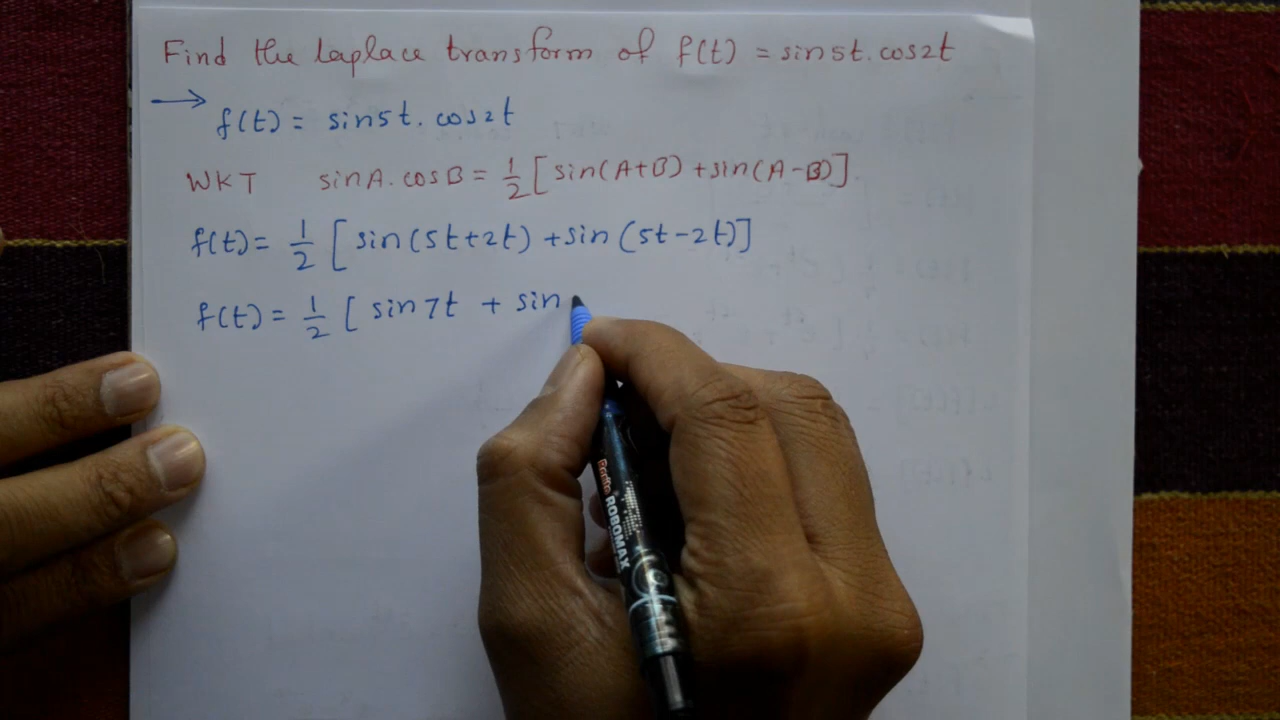 Find the laplace transform of f(t) = sin5t.cos2t
→ f(t) = sin5t.cos2t
WKT sinA.cosB = 1/2 [sin(A+B) + sin(A-B)]
f(t) = 1/2 [sin(5t+2t) + sin(5t-2t)]
f(t) = 1/2 [sin7t + sin
ROBOMAX